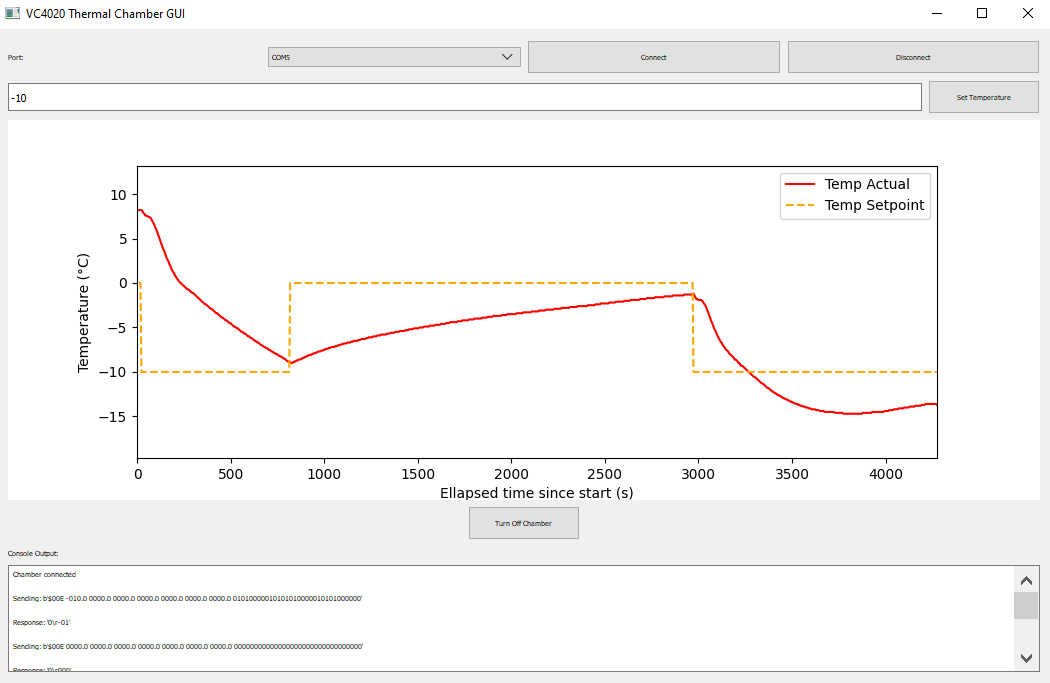 VC4020 Thermal Chamber GUI
Port:
COM5
Connect
Disconnect
-10
Set Temperature
Temp Actual
Temp Setpoint
Temperature (°C)
10
5
0
−5
−10
−15
0 500 1000 1500 2000 2500 3000 3500 4000
Ellapsed time since start (s)
Turn Off Chamber
Console Output:
Chamber connected
Sending: b'$00E -010.0 0000.0 0000.0 0000.0 0000.0 0000.0 0000.0
Response: '0\r-01'
Sending: b'$00E 0000.0 0000.0 0000.0 0000.0 0000.0 0000.0 0000.0
Response: '0\r000'